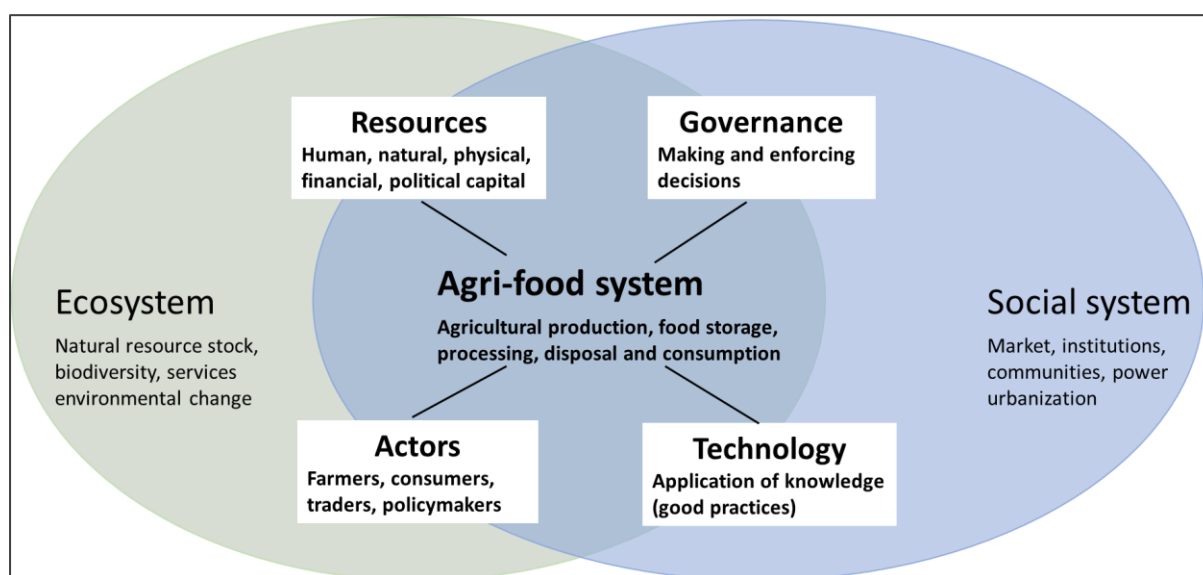 Resources
Human, natural, physical,
financial, political capital
Governance
Making and enforcing
decisions
Ecosystem
Natural resource stock,
biodiversity, services
environmental change
Agri-food system
Agricultural production, food storage,
processing, disposal and consumption
Social system
Market, institutions,
communities, power
urbanization
Actors
Farmers, consumers,
traders, policymakers
Technology
Application of knowledge
(good practices)